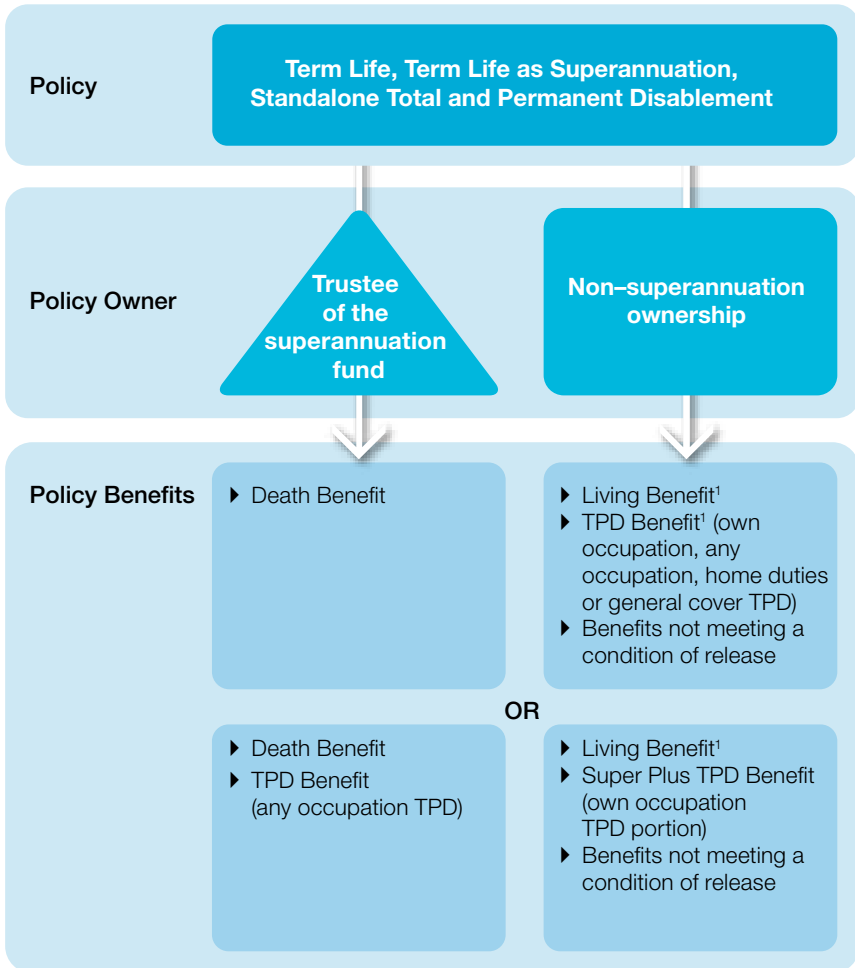 Policy
Term Life, Term Life as Superannuation,
Standalone Total and Permanent Disablement
Policy Owner
Trustee
of the
superannuation
fund
Non–superannuation
ownership
Policy Benefits
Death Benefit
Living Benefit¹
TPD Benefit¹ (own
occupation, any
occupation, home duties
or general cover TPD)
Benefits not meeting a
condition of release
OR
Death Benefit
TPD Benefit
(any occupation TPD)
Living Benefit¹
Super Plus TPD Benefit
(own occupation
TPD portion)
Benefits not meeting a
condition of release